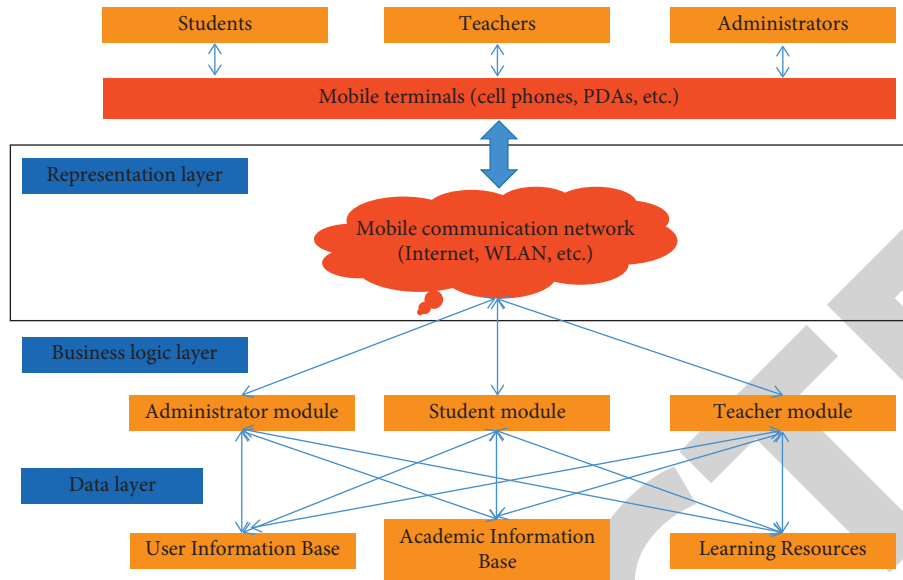 Students
Teachers
Administrators
Mobile terminals (cell phones, PDAs, etc.)
Representation layer
Mobile communication network
(Internet, WLAN, etc.)
Business logic layer
Administrator module
Student module
Teacher module
Data layer
User Information Base
Academic Information
Base
Learning Resources